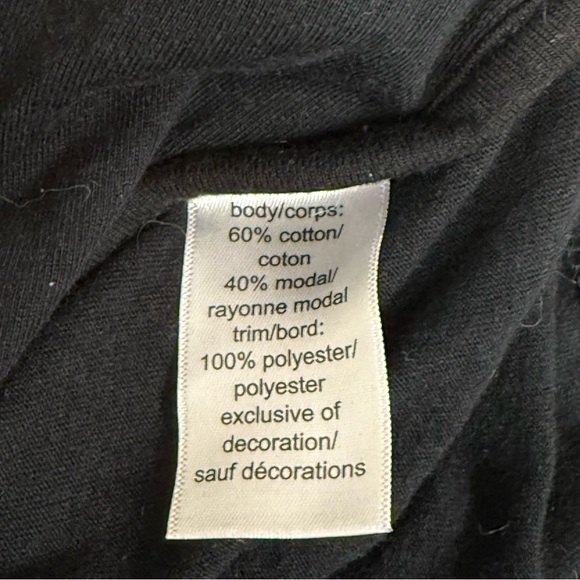 body/corps:
60% cotton/
coton
40% modal/
rayonne modal
trim/bord:
100% polyester/
polyester
exclusive of
decoration/
sauf décorations